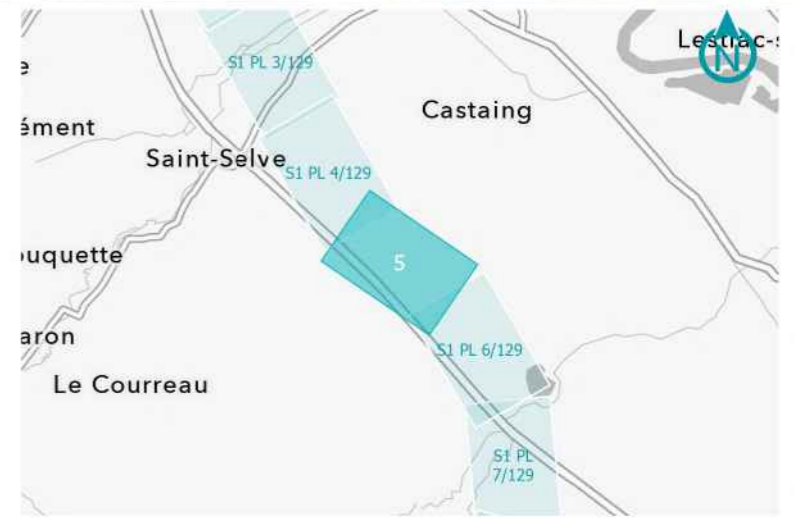 Lestiac-s
N
S1 PL 3/129
Castaing
ément
Saint-Selve
S1 PL 4/129
ouquette
5
aron
S1 PL 6/129
Le Courreau
S1 PL
7/129